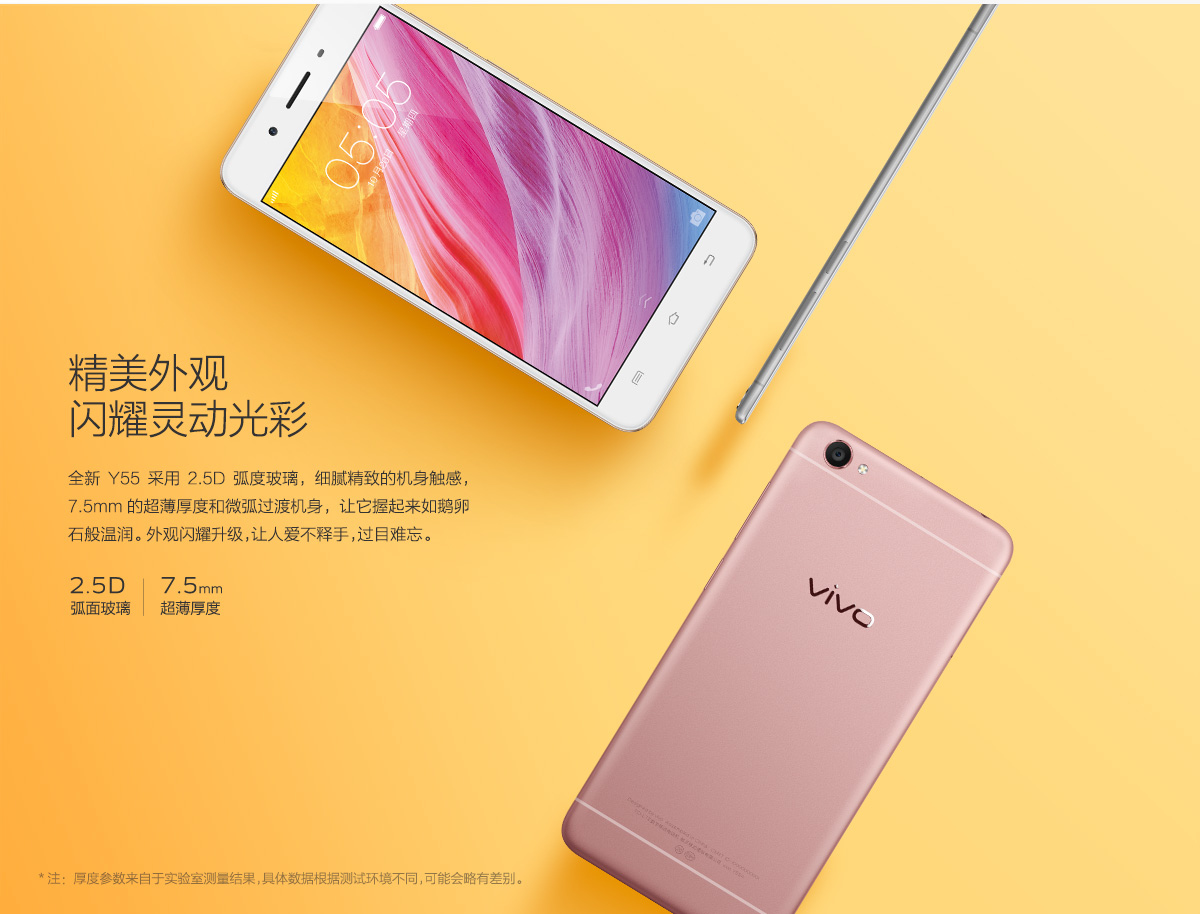 05:05
星期四
精美外观
闪耀灵动光彩
全新 Y55 采用 2.5D 弧度玻璃，细腻精致的机身触感，
7.5mm 的超薄厚度和微弧过渡机身，让它握起来如鹅卵
石般温润。外观闪耀升级，让人爱不释手，过目难忘。
2.5D
弧面玻璃
7.5mm
超薄厚度
vivo
*注：厚度参数来自于实验室测量结果，具体数据根据测试环境不同，可能会略有差别。